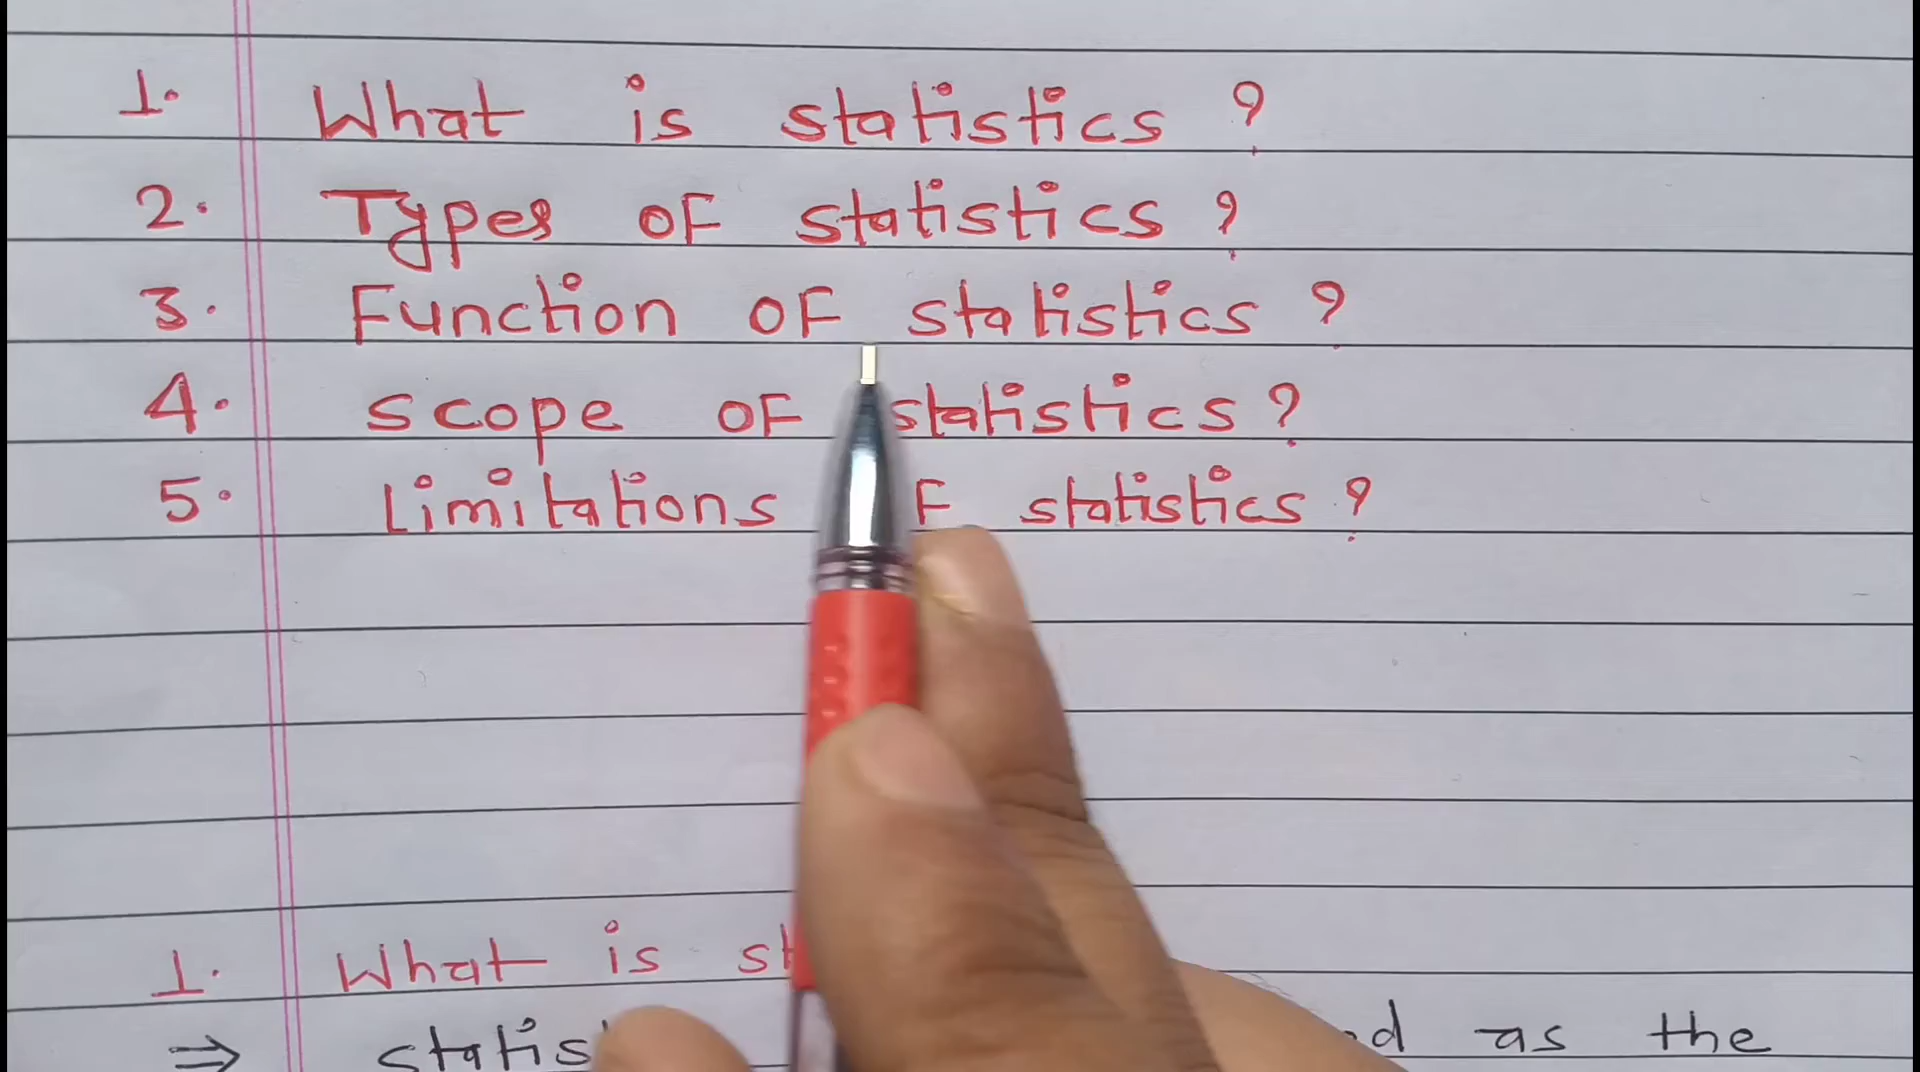 1. What is statistics ?
2. Types OF statistics ?
3. Function OF statistics ?
4. scope OF statistics ?
5. Limitations F statistics ?
1. What is
⇒ as the